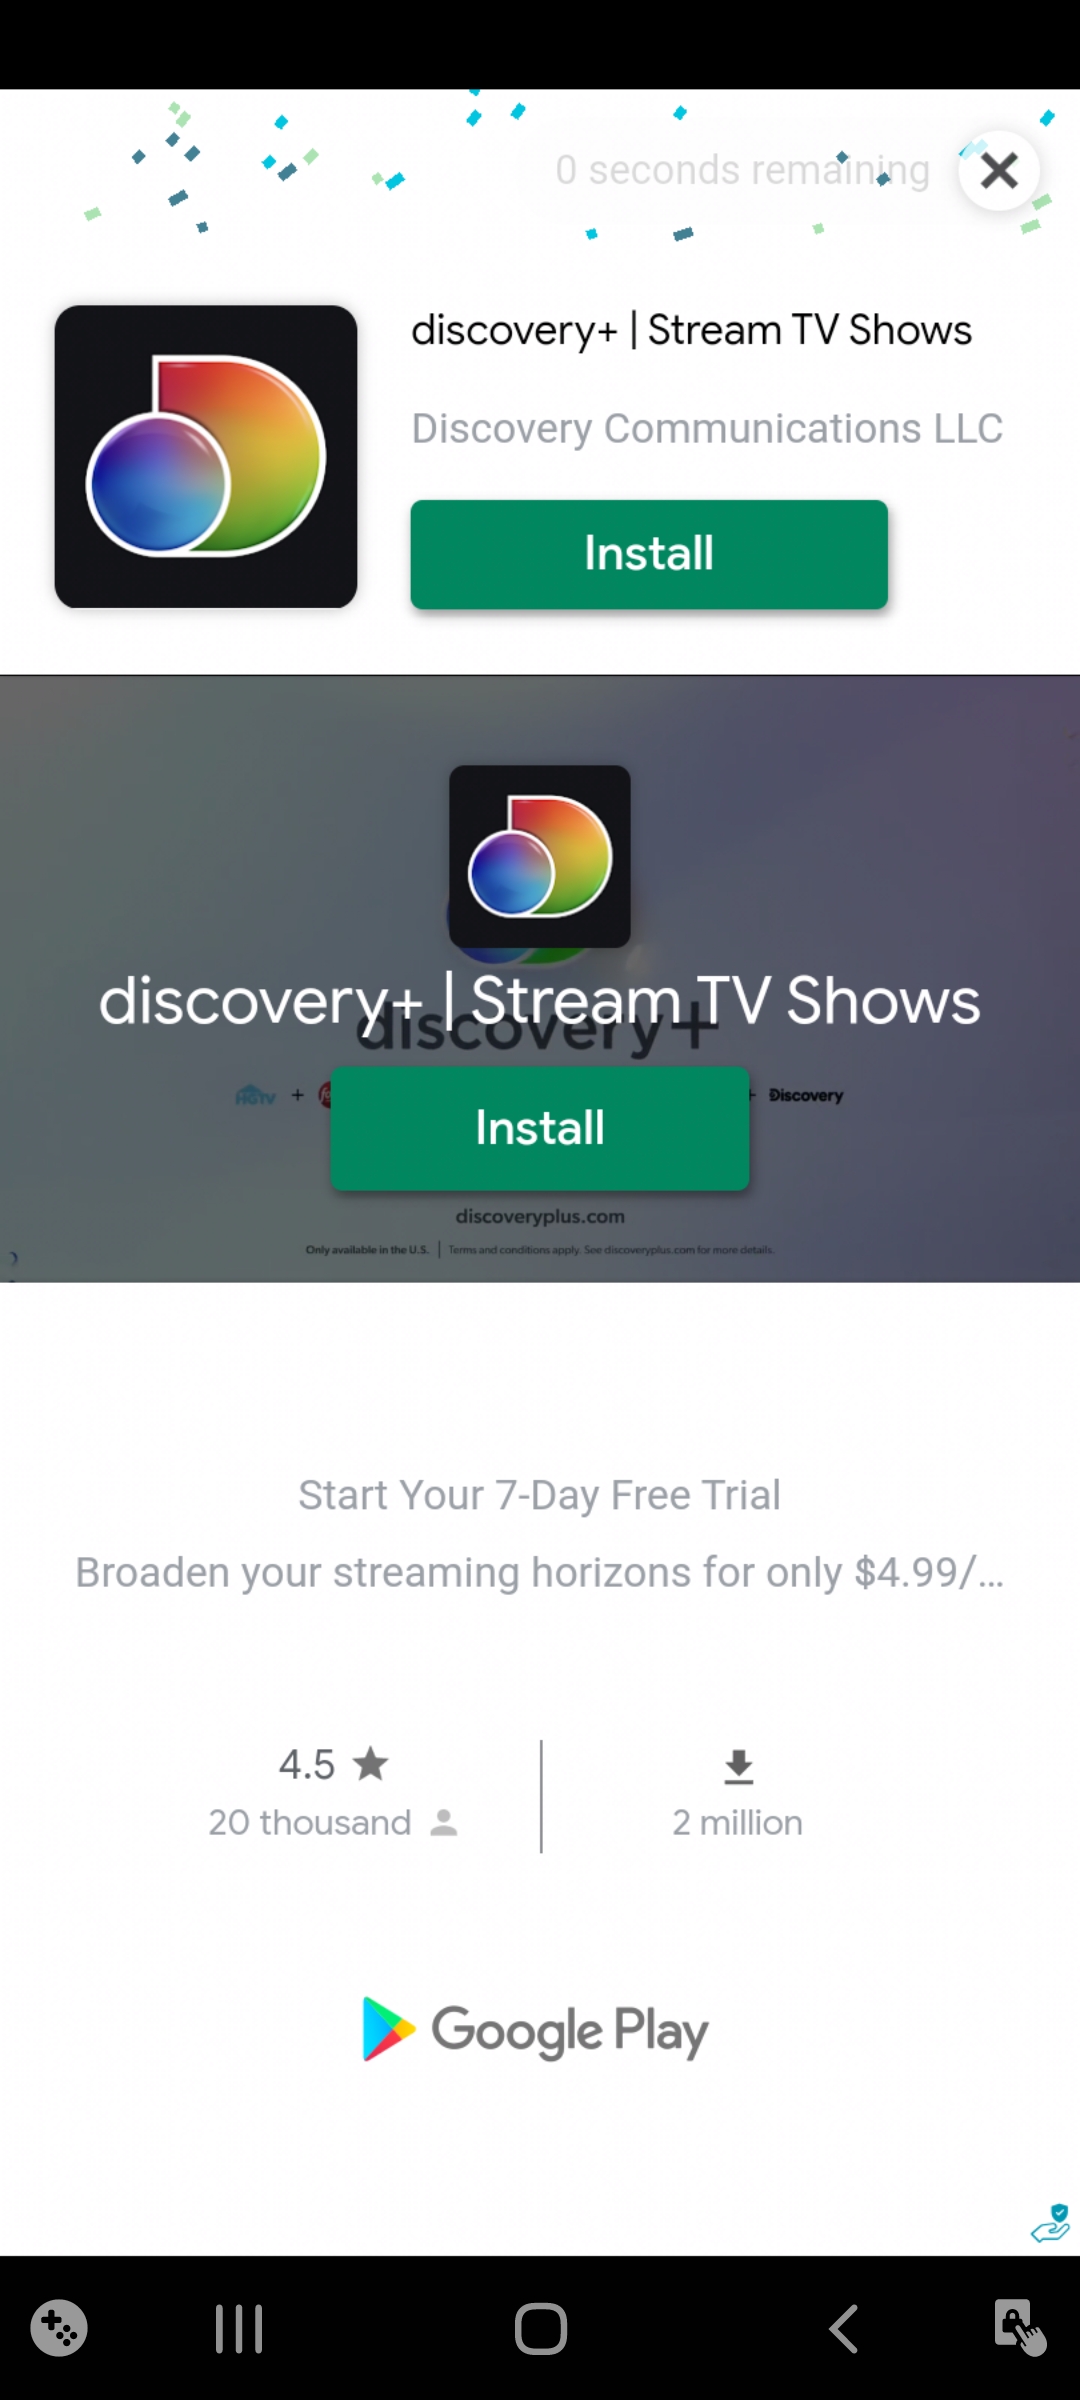 0 seconds remaining
discovery+ | Stream TV Shows
Discovery Communications LLC
Install
discovery+ | Stream TV Shows
discovery+
HGTV + + Discovery
Install
discoveryplus.com
Only available in the U.S. | Terms and conditions apply. See discoveryplus.com for more details.
Start Your 7-Day Free Trial
Broaden your streaming horizons for only $4.99/...
4.5
20 thousand
2 million
Google Play